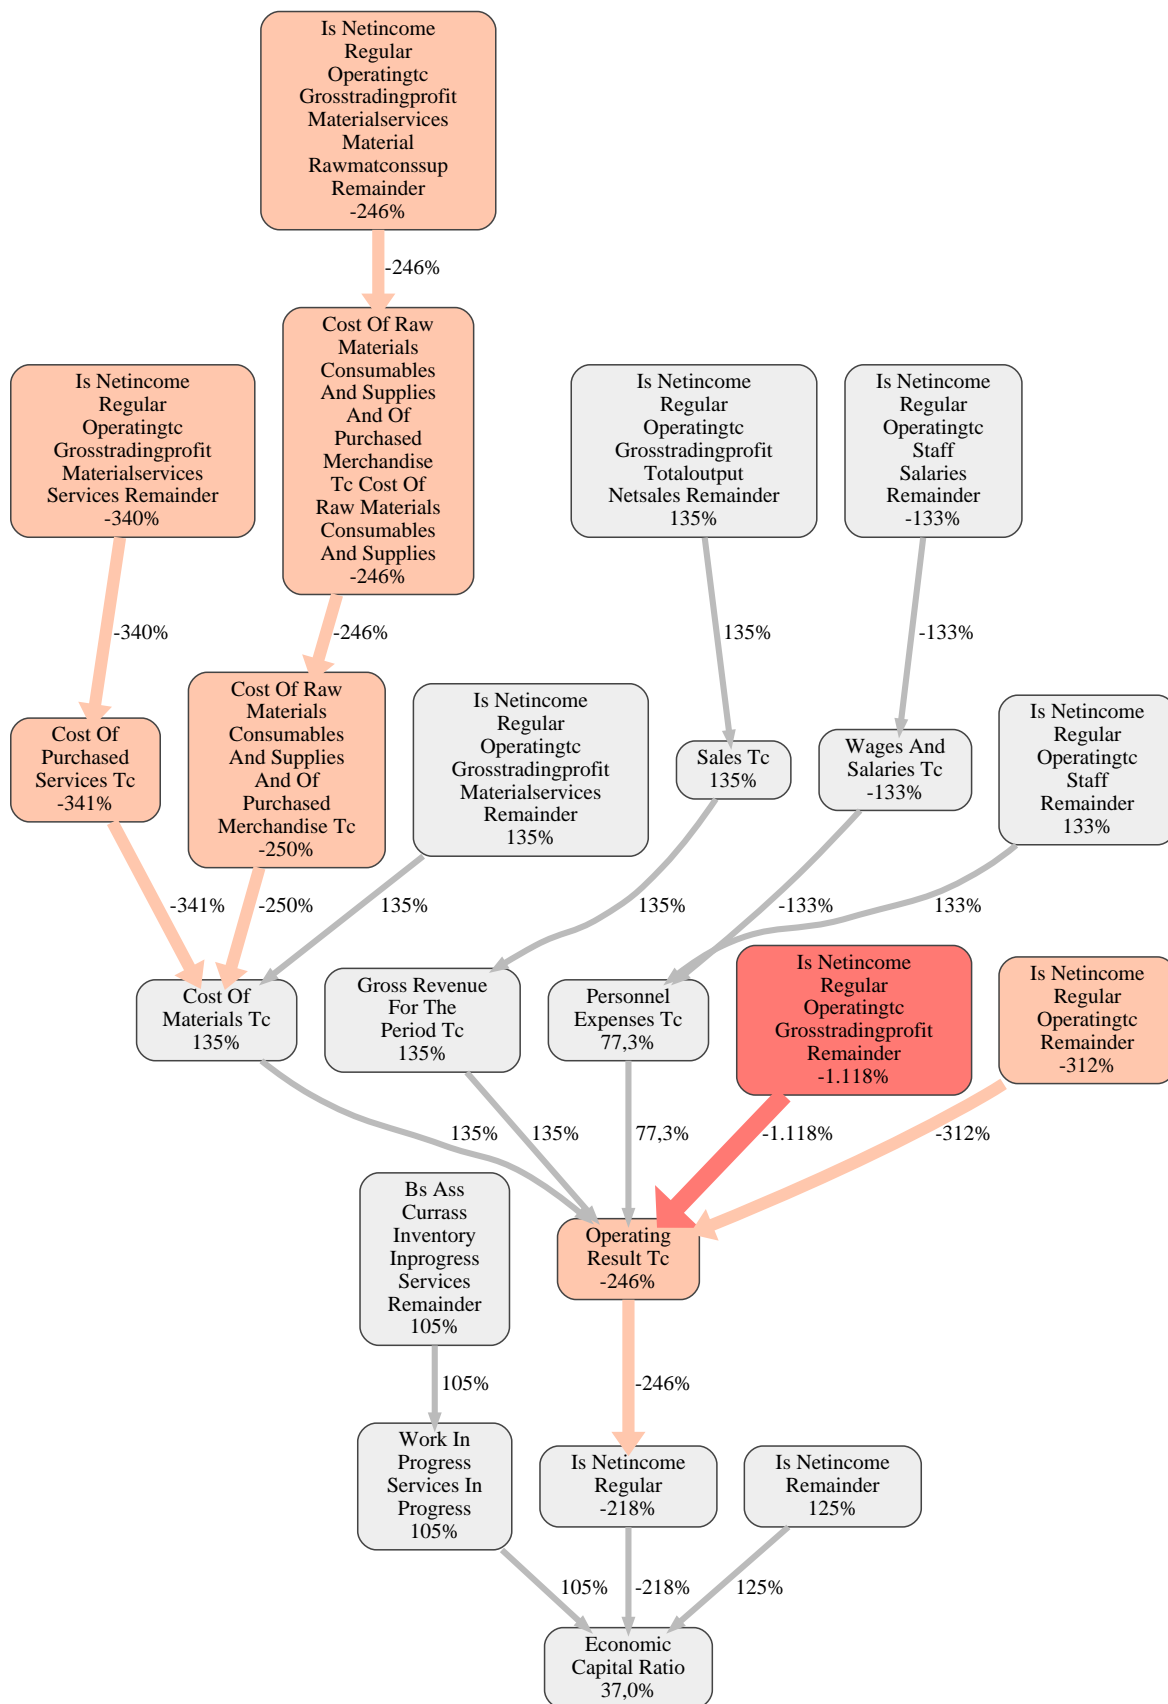 Is Netincome
Regular
Operatingtc
Grosstradingprofit
Materialservices
Material
Rawmatconssup
Remainder
-246%
-246%
Cost Of Raw
Materials
Consumables
And Supplies
And Of
Purchased
Merchandise
Tc Cost Of
Raw Materials
Consumables
And Supplies
-246%
Is Netincome
Regular
Operatingtc
Grosstradingprofit
Materialservices
Services Remainder
-340%
Is Netincome
Regular
Operatingtc
Grosstradingprofit
Totaloutput
Netsales Remainder
135%
Is Netincome
Regular
Operatingtc
Staff
Salaries
Remainder
-133%
-340%
-246%
135%
-133%
Cost Of
Purchased
Services Tc
-341%
Cost Of Raw
Materials
Consumables
And Supplies
And Of
Purchased
Merchandise Tc
-250%
Is Netincome
Regular
Operatingtc
Grosstradingprofit
Materialservices
Remainder
135%
Sales Tc
135%
Wages And
Salaries Tc
-133%
Is Netincome
Regular
Operatingtc
Staff
Remainder
133%
-341%
-250%
135%
135%
-133%
133%
Cost Of
Materials Tc
135%
Gross Revenue
For The
Period Tc
135%
Personnel
Expenses Tc
77,3%
Is Netincome
Regular
Operatingtc
Grosstradingprofit
Remainder
-1.118%
Is Netincome
Regular
Operatingtc
Remainder
-312%
135%
135%
77,3%
-1.118%
-312%
Bs Ass
Currass
Inventory
Inprogress
Services
Remainder
105%
Operating
Result Tc
-246%
105%
-246%
Work In
Progress
Services In
Progress
105%
Is Netincome
Regular
-218%
Is Netincome
Remainder
125%
105%
-218%
125%
Economic
Capital Ratio
37,0%